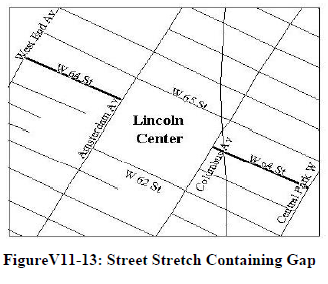 West End Av
W 64 St
W 65 St
Amsterdam Av
Lincoln
Center
W 62 St
Columbus Av
W 64 St
Central Park W
FigureV11-13: Street Stretch Containing Gap